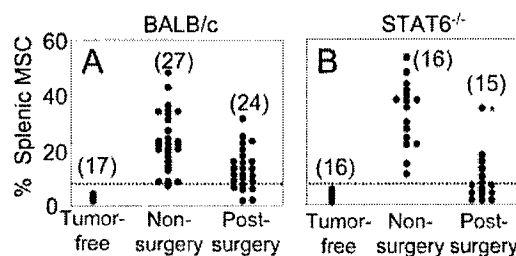 BALB/c
STAT6-/-
% Splenic MSC
60
40
20
0
A
(17)
(27)
(24)
B
(16)
(16)
(15)
*
Tumor-free
Non-surgery
Post-surgery
Tumor-free
Non-surgery
Post-surgery